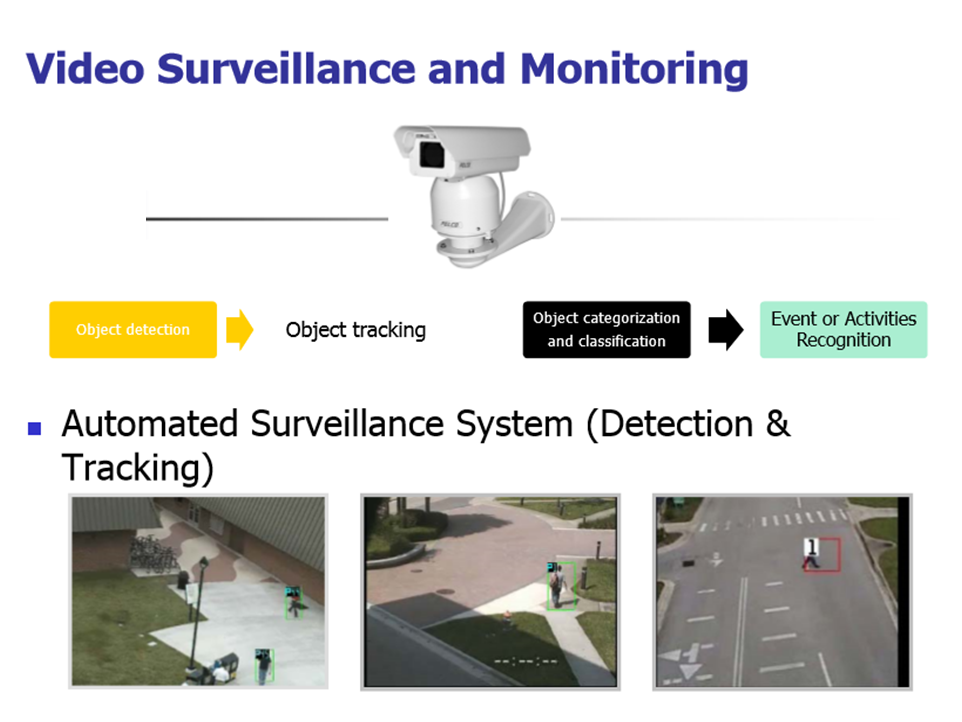 Video Surveillance and Monitoring
PELCO
Object detection
Object tracking
Object categorization
and classification
Event or Activities
Recognition
Automated Surveillance System (Detection &
Tracking)
P
1
--:--:--